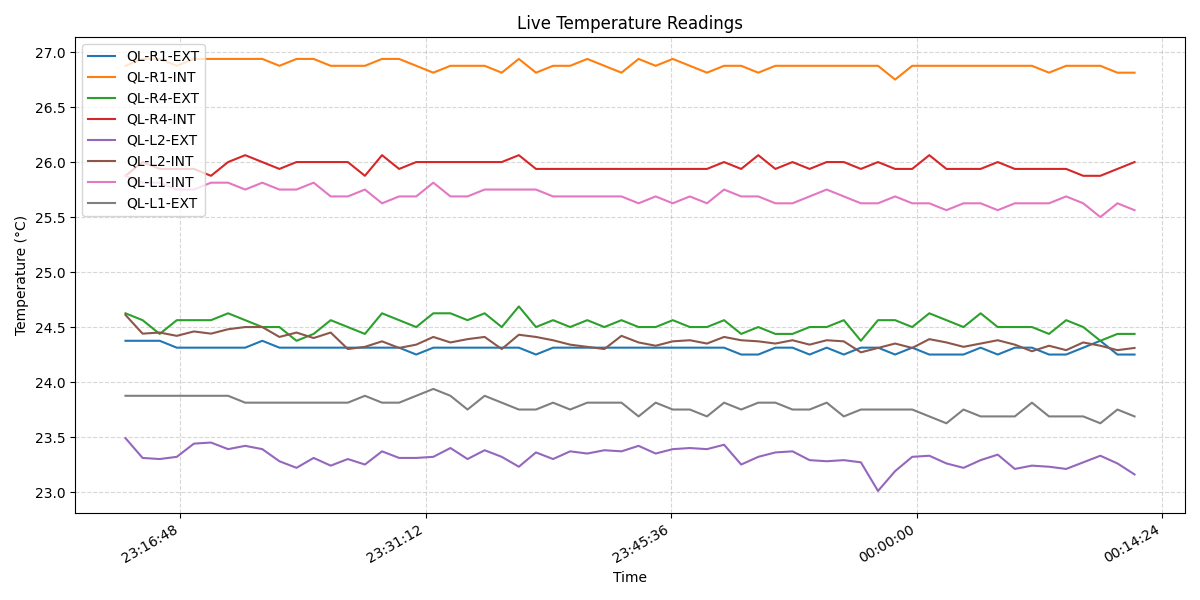 Live Temperature Readings
27.0
26.5
26.0
25.5
25.0
24.5
24.0
23.5
23.0
Temperature (°C)
QL-R1-EXT
QL-R1-INT
QL-R4-EXT
QL-R4-INT
QL-L2-EXT
QL-L2-INT
QL-L1-INT
QL-L1-EXT
23:16:48
23:31:12
23:45:36
00:00:00
00:14:24
Time